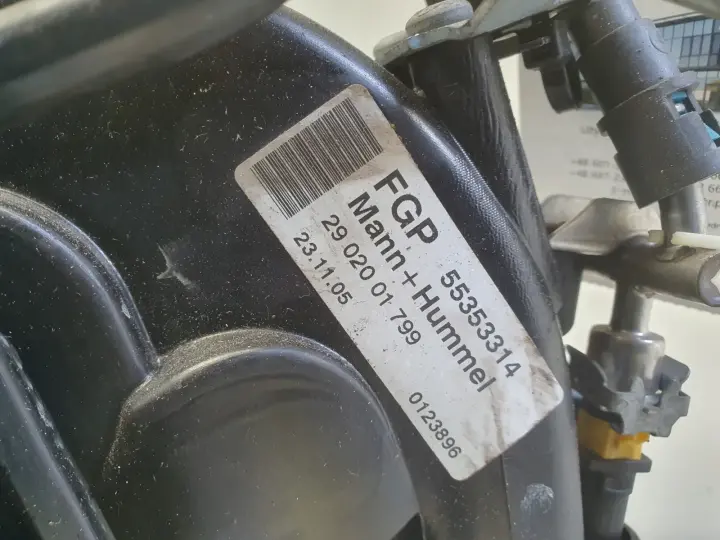 FGP. 55353314
Mann + Hummel
29 020 01 799
23.11.05 0123896